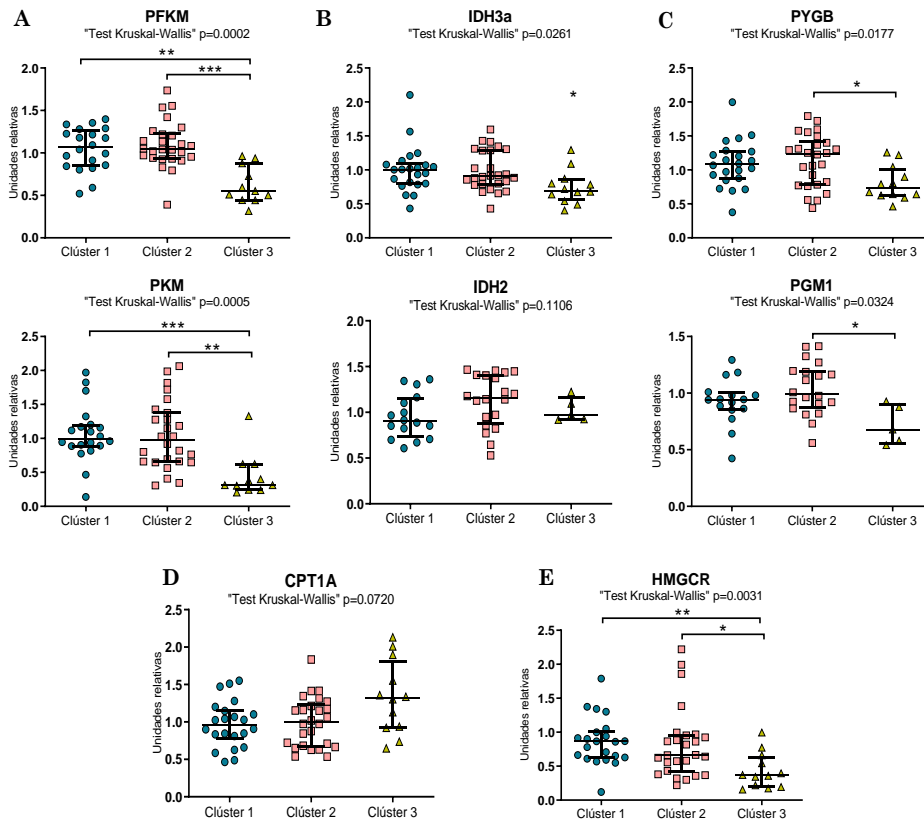 A
PFKM
"Test Kruskal-Wallis" p=0.0002
**
***
Unidades relativas
2.0
1.5
1.0
0.5
0.0
Clúster 1
Clúster 2
Clúster 3
PKM
"Test Kruskal-Wallis" p=0.0005
***
**
Unidades relativas
2.5
2.0
1.5
1.0
0.5
0.0
Clúster 1
Clúster 2
Clúster 3
B
IDH3a
"Test Kruskal-Wallis" p=0.0261
*
Unidades relativas
2.5
2.0
1.5
1.0
0.5
0.0
Clúster 1
Clúster 2
Clúster 3
IDH2
"Test Kruskal-Wallis" p=0.1106
Unidades relativas
2.0
1.5
1.0
0.5
0.0
Clúster 1
Clúster 2
Clúster 3
C
PYGB
"Test Kruskal-Wallis" p=0.0177
*
Unidades relativas
2.5
2.0
1.5
1.0
0.5
0.0
Clúster 1
Clúster 2
Clúster 3
PGM1
"Test Kruskal-Wallis" p=0.0324
*
Unidades relativas
1.5
1.0
0.5
0.0
Clúster 1
Clúster 2
Clúster 3
D
CPT1A
"Test Kruskal-Wallis" p=0.0720
Unidades relativas
2.5
2.0
1.5
1.0
0.5
0.0
Clúster 1
Clúster 2
Clúster 3
E
HMGCR
"Test Kruskal-Wallis" p=0.0031
**
*
Unidades relativas
2.5
2.0
1.5
1.0
0.5
0.0
Clúster 1
Clúster 2
Clúster 3